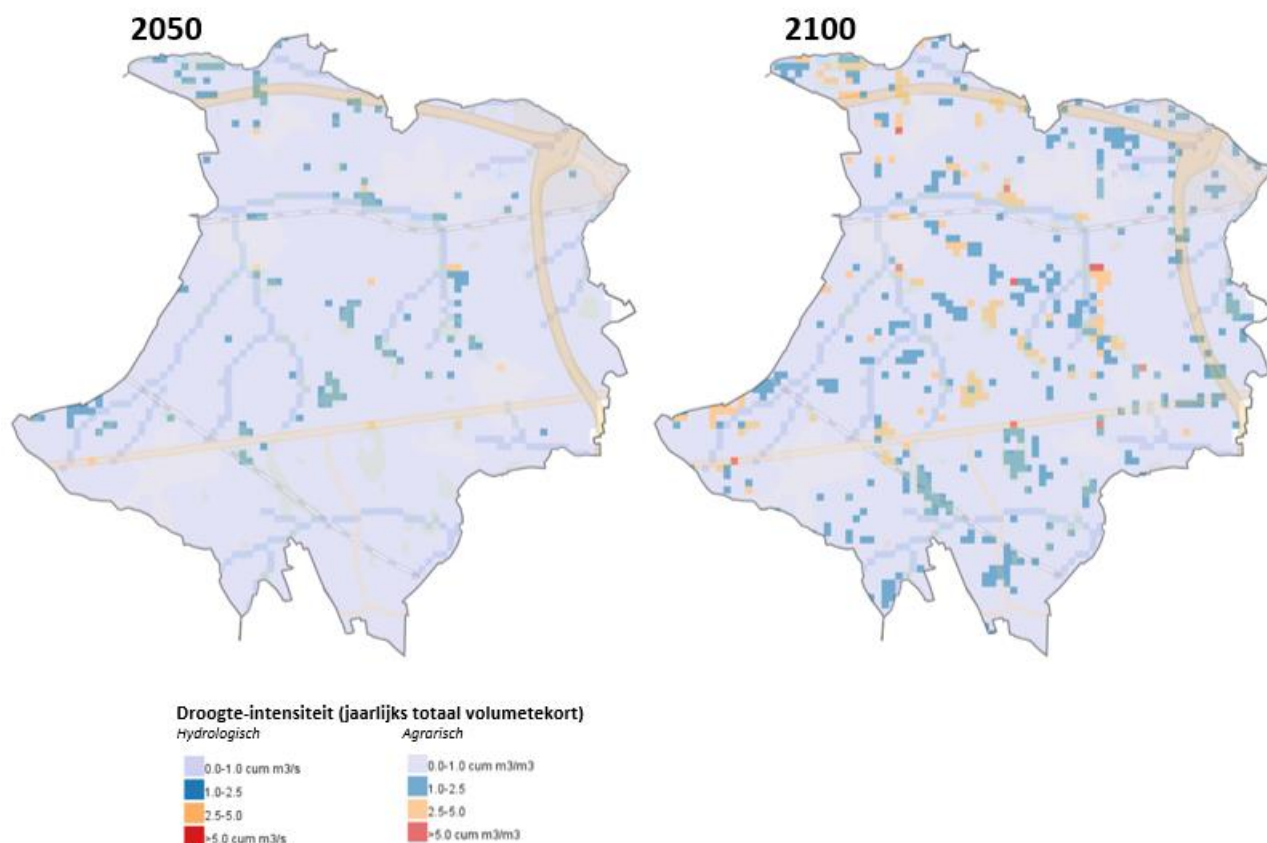 2050 2100
Droogte-intensiteit (jaarlijks totaal volumetekort)
Hydrologisch Agrarisch
0.0-1.0 cum m3/s 0.0-1.0 cum m3/m3
1.0-2.5 1.0-2.5
2.5-5.0 2.5-5.0
>5.0 cum m3/s >5.0 cum m3/m3